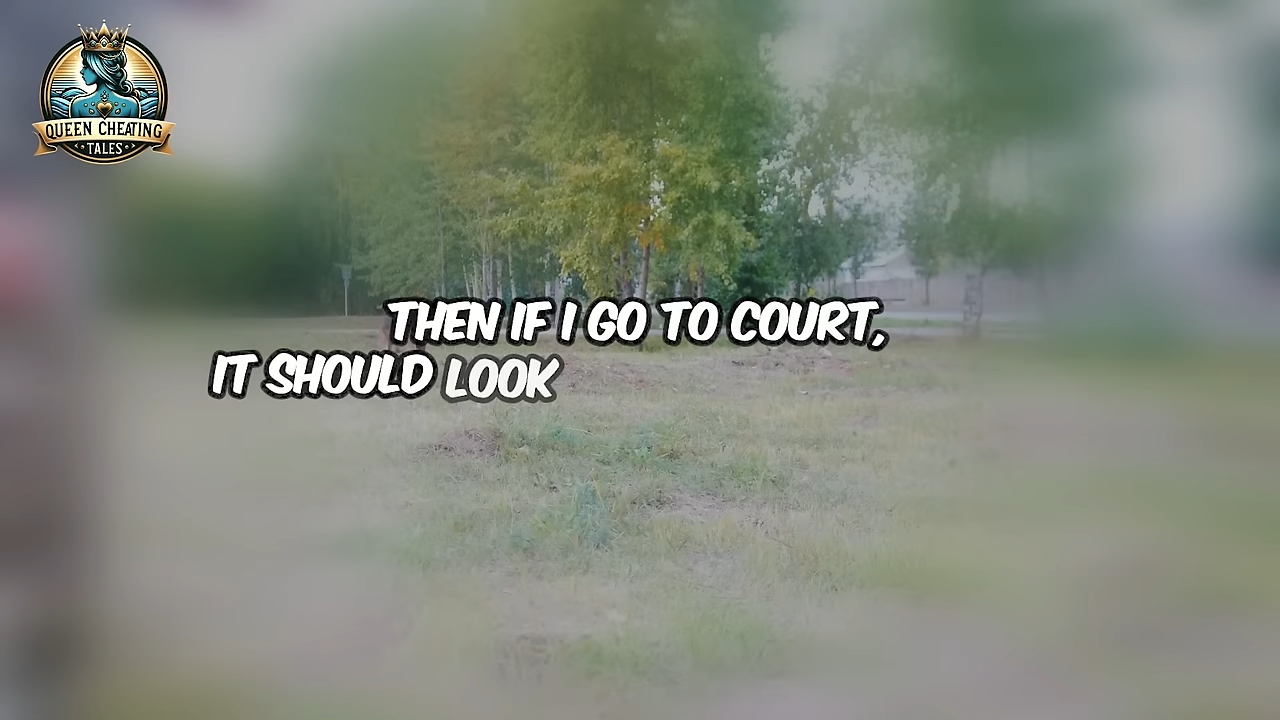 QUEEN CHEATING
TALES
THEN IF I GO TO COURT,
IT SHOULD LOOK